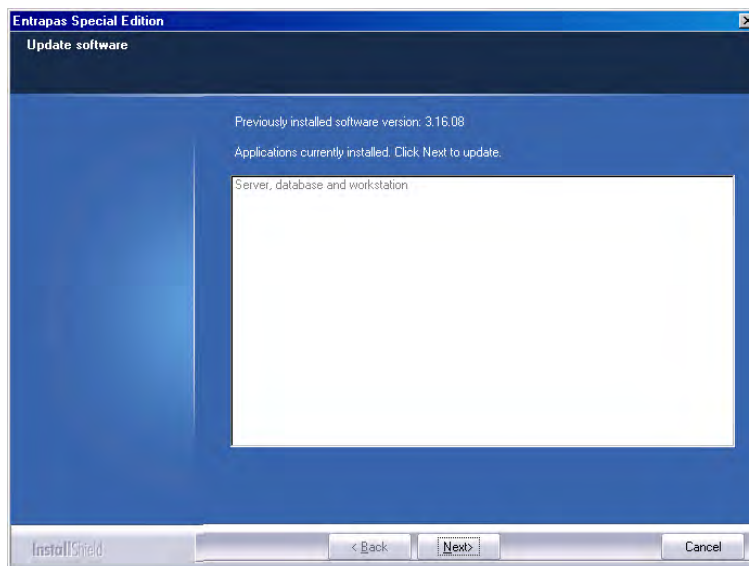 Entrapas Special Edition
Update software
Previously installed software version: 3.16.08
Applications currently installed. Click Next to update.
Server, database and workstation
InstallShield
< Back
Next>
Cancel